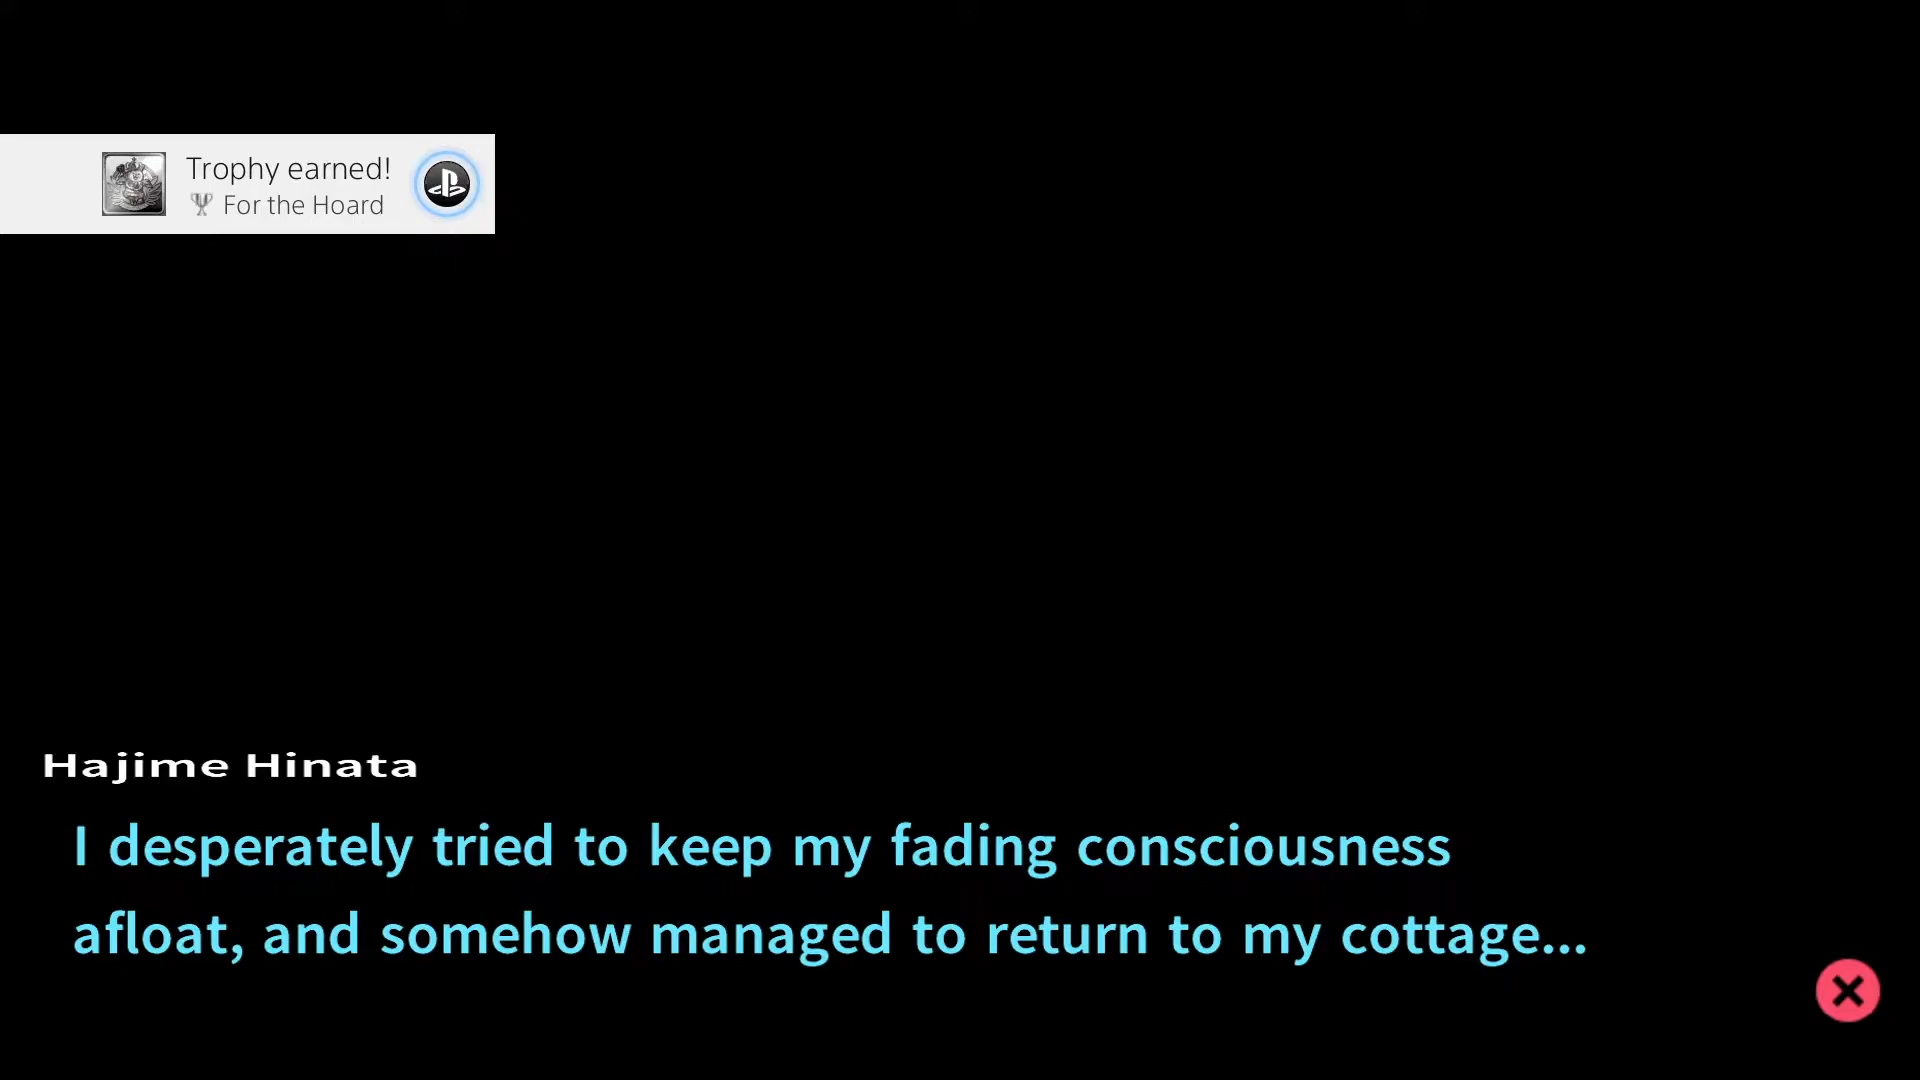 Trophy earned!
For the Hoard
Hajime Hinata
I desperately tried to keep my fading consciousness
afloat, and somehow managed to return to my cottage...